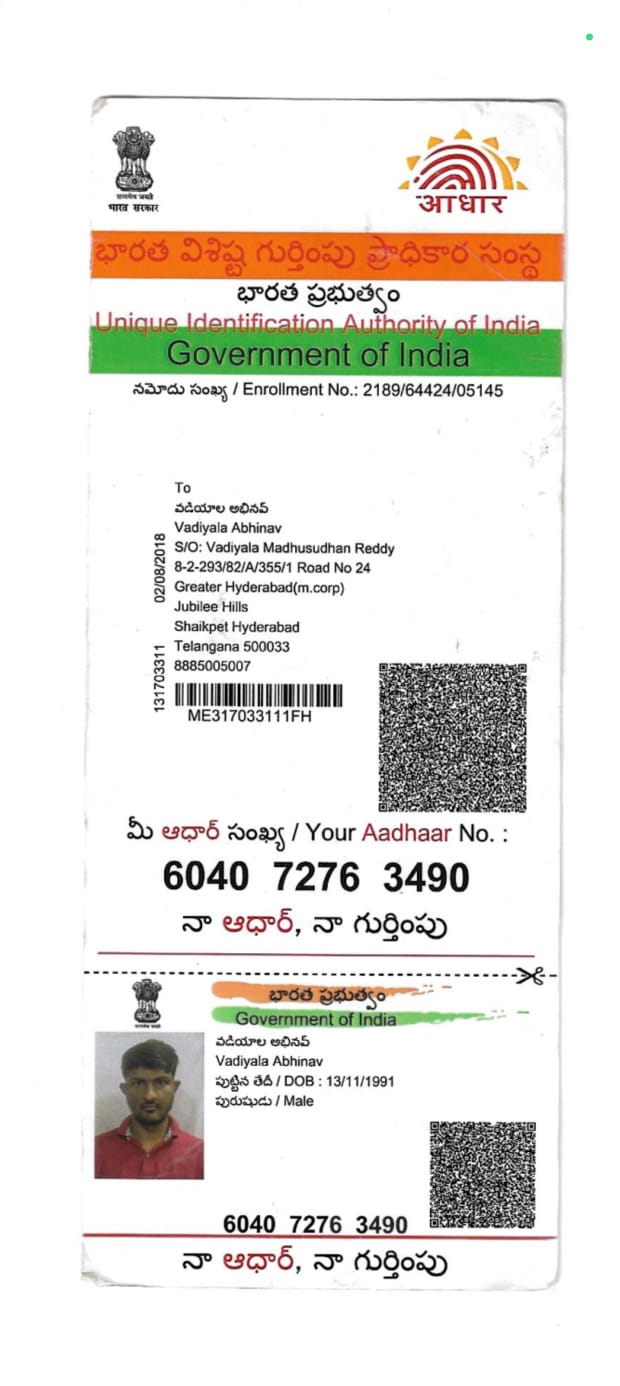 सत्यमेव जयते
भारत सरकार
आधार
భారత విశిష్ట గుర్తింపు ప్రాధికార సంస్థ
భారత ప్రభుత్వం
Unique Identification Authority of India
Government of India
నమోదు సంఖ్య / Enrollment No.: 2189/64424/05145
To
వడియాల అభినవ్
Vadiyala Abhinav
S/O: Vadiyala Madhusudhan Reddy
8-2-293/82/A/355/1 Road No 24
Greater Hyderabad(m.corp)
Jubilee Hills
Shaikpet Hyderabad
Telangana 500033
8885005007
131703311 02/08/2018
ME317033111FH
మీ ఆధార్ సంఖ్య / Your Aadhaar No. :
6040 7276 3490
నా ఆధార్, నా గుర్తింపు
భారత ప్రభుత్వం
Government of India
వడియాల అభినవ్
Vadiyala Abhinav
పుట్టిన తేదీ / DOB : 13/11/1991
పురుషుడు / Male
6040 7276 3490
నా ఆధార్, నా గుర్తింపు